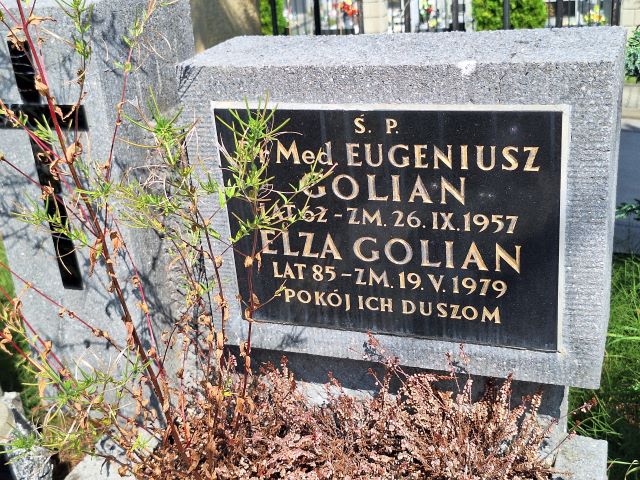 Ś. P.
Dr Med. EUGENIUSZ
GOLIAN
LAT 62 - ZM. 26. IX. 1957
ELZA GOLIAN
LAT 85 - ZM. 19. V. 1979
POKÓJ ICH DUSZOM